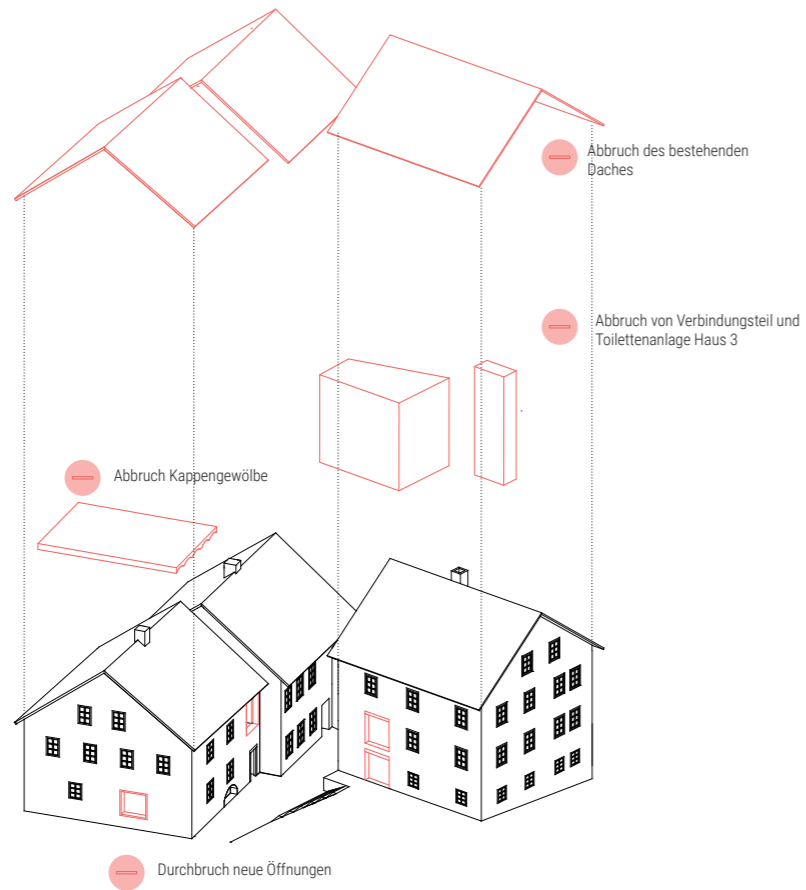 Abbruch des bestehenden
Daches
Abbruch von Verbindungsteil und
Toilettenanlage Haus 3
Abbruch Kappengewölbe
Durchbruch neue Öffnungen